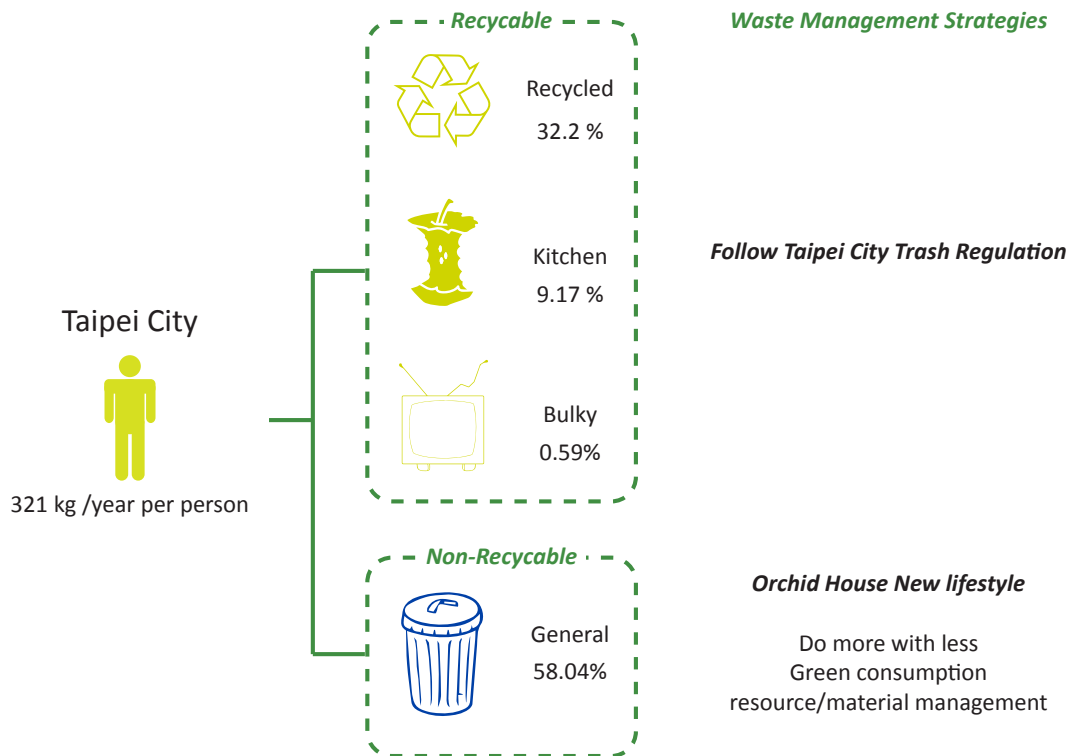 Recycable
Waste Management Strategies
Recycled
32.2 %
Kitchen
9.17 %
Follow Taipei City Trash Regulation
Taipei City
321 kg /year per person
Bulky
0.59%
Non-Recycable
General
58.04%
Orchid House New lifestyle
Do more with less
Green consumption
resource/material management